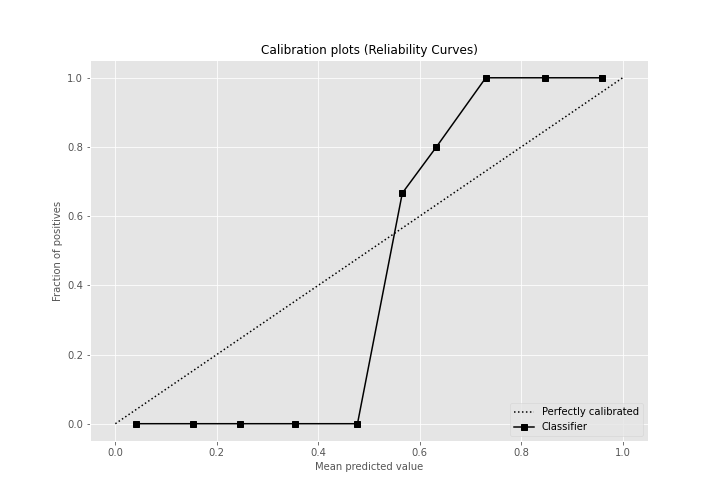 Calibration plots (Reliability Curves)
1.0
0.8
0.6
0.4
0.2
0.0
Fraction of positives
Perfectly calibrated
Classifier
0.0 0.2 0.4 0.6 0.8 1.0
Mean predicted value